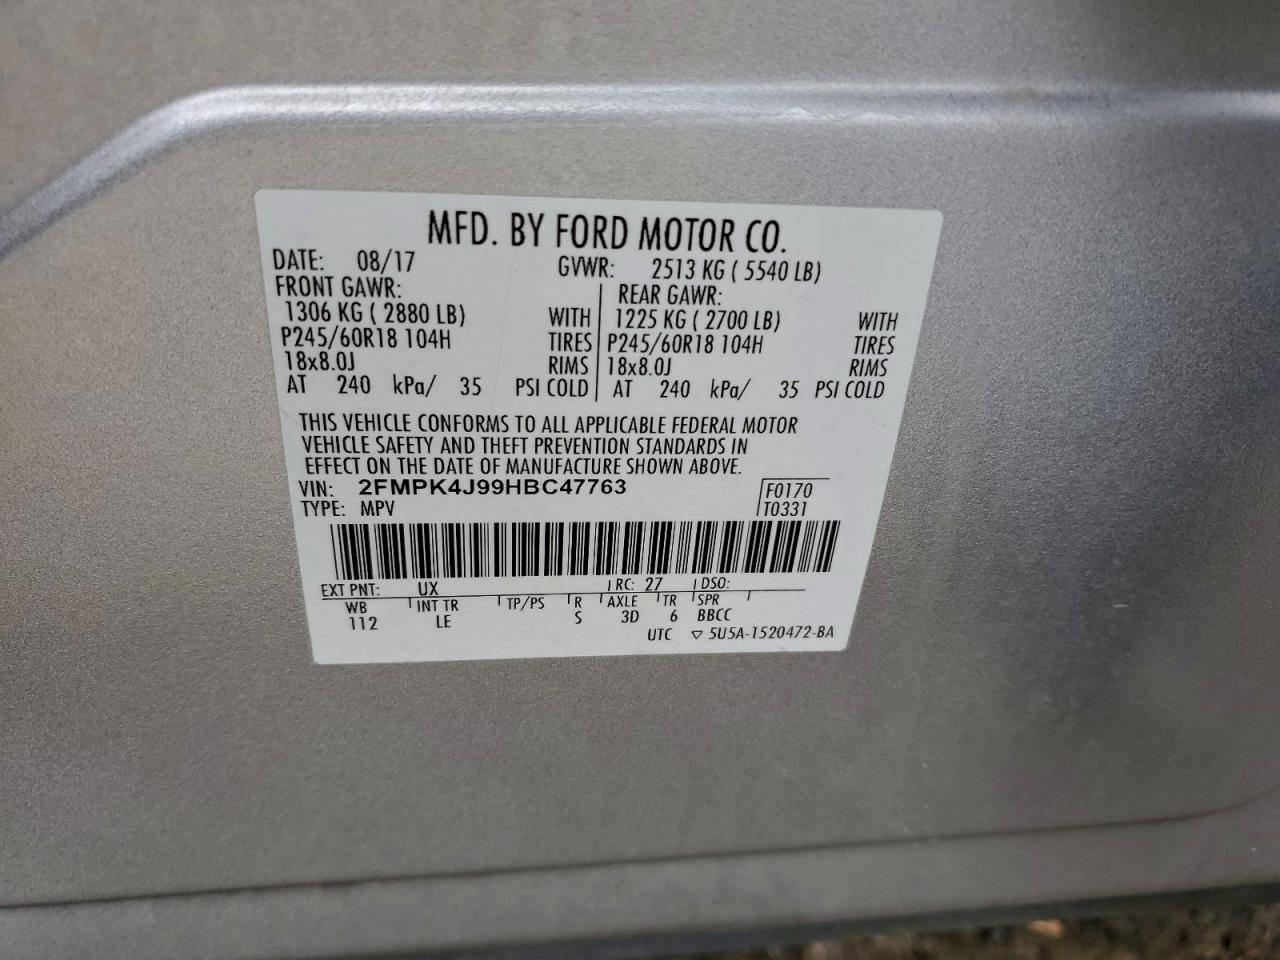 MFD. BY FORD MOTOR CO.
DATE: 08/17 GVWR: 2513 KG ( 5540 LB)
FRONT GAWR: REAR GAWR:
1306 KG ( 2880 LB) WITH 1225 KG ( 2700 LB) WITH
P245/60R18 104H TIRES P245/60R18 104H TIRES
18x8.0J RIMS 18x8.0J RIMS
AT 240 kPa/ 35 PSI COLD AT 240 kPa/ 35 PSI COLD
THIS VEHICLE CONFORMS TO ALL APPLICABLE FEDERAL MOTOR
VEHICLE SAFETY AND THEFT PREVENTION STANDARDS IN
EFFECT ON THE DATE OF MANUFACTURE SHOWN ABOVE.
VIN: 2FMPK4J99HBC47763 F0170
TYPE: MPV T0331
EXT PNT: UX RC: 27 DSO:
WB INT TR TP/PS R AXLE TR SPR
112 LE S 3D 6 BBCC
UTC ▽ 5U5A-1520472-BA